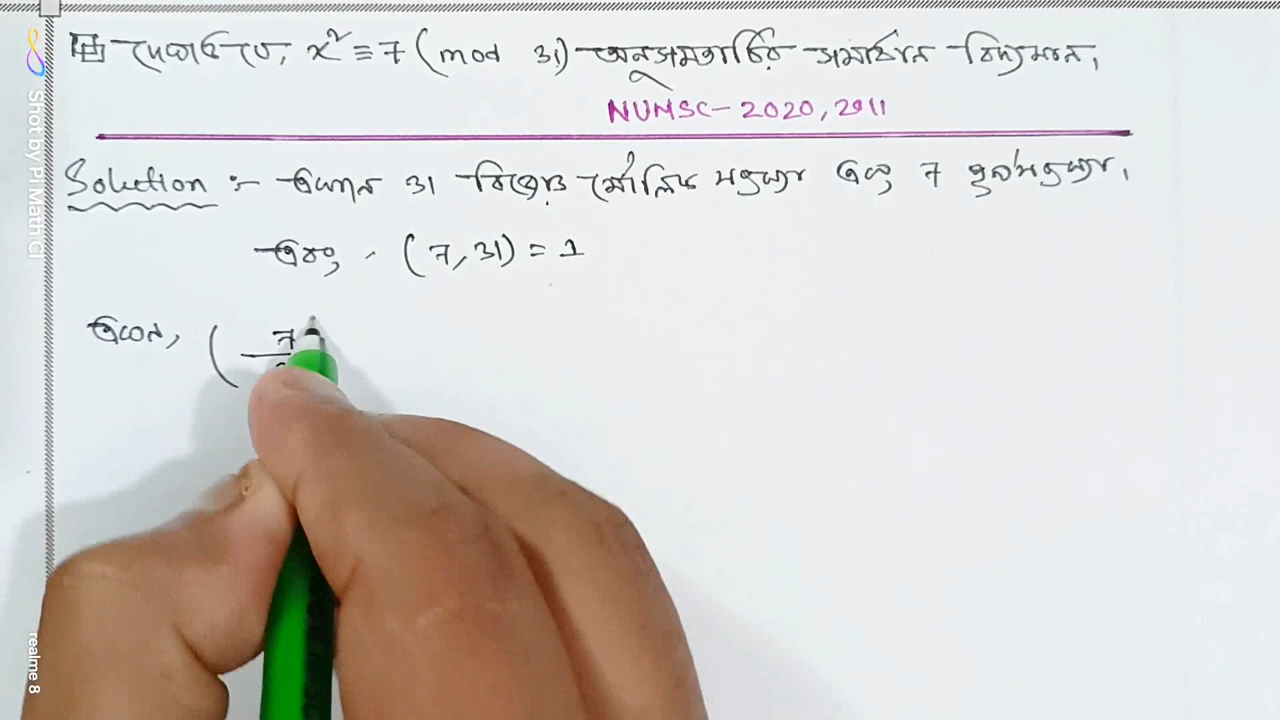 দেখাও যে, x² ≡ 7 (mod 31) অনুসমতাটির সমাধান বিদ্যমান।
NUMSC-2020, 2011
Solution :- এখানে 31 বিজোড় মৌলিক সংখ্যা এবং 7 পূর্ণসংখ্যা।
এবং, (7, 31) = 1
এখন, ( 7
Shot by Pi Math Cl
realme 8